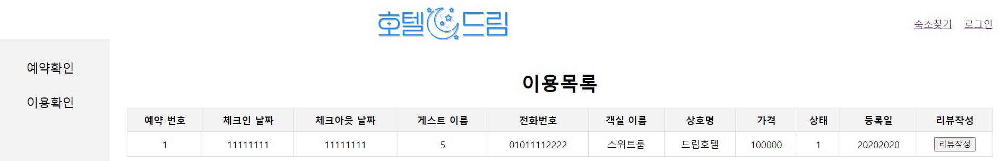 호텔드림
숙소찾기 로그인
예약확인
이용확인
이용목록
예약 번호 체크인 날짜 체크아웃 날짜 게스트 이름 전화번호 객실 이름 상호명 가격 상태 등록일 리뷰작성
1 11111111 11111111 5 01011112222 스위트룸 드림호텔 100000 1 20202020 리뷰작성